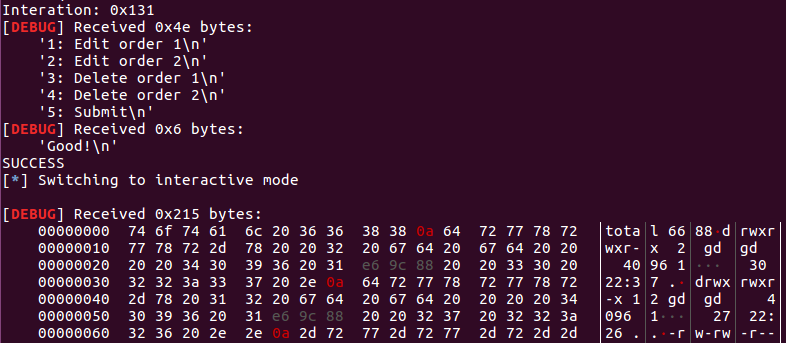 Interation: 0x131
[DEBUG] Received 0x4e bytes:
    '1: Edit order 1\n'
    '2: Edit order 2\n'
    '3: Delete order 1\n'
    '4: Delete order 2\n'
    '5: Submit\n'
[DEBUG] Received 0x6 bytes:
    'Good!\n'
SUCCESS
[*] Switching to interactive mode
[DEBUG] Received 0x215 bytes:
    00000000  74 6f 74 61  6c 20 36 36  38 38 0a 64  72 77 78 72  │tota│l 66│88·d│rwxr│
    00000010  77 78 72 2d  78 20 20 32  20 67 64 20  67 64 20 20  │wxr-│x  2│ gd │gd  │
    00000020  20 20 34 30  39 36 20 31  e6 9c 88 20  20 20 33 30  │  40│96 1│··· │  30│
    00000030  32 32 3a 33  37 20 2e 0a  64 72 77 78  72 77 78 72  │22:3│7 .·│drwx│rwxr│
    00000040  2d 78 20 31  32 20 67 64  20 67 64 20  20 20 20 34  │-x 1│2 gd│ gd │   4│
    00000050  30 39 36 20  31 e6 9c 88  20 20 32 37  20 32 32 3a  │096 │1···│  27│ 22:│
    00000060  32 36 20 2e  2e 0a 2d 72  77 2d 72 77  2d 72 2d 2d  │26 .│.·-r│w-rw│-r--│